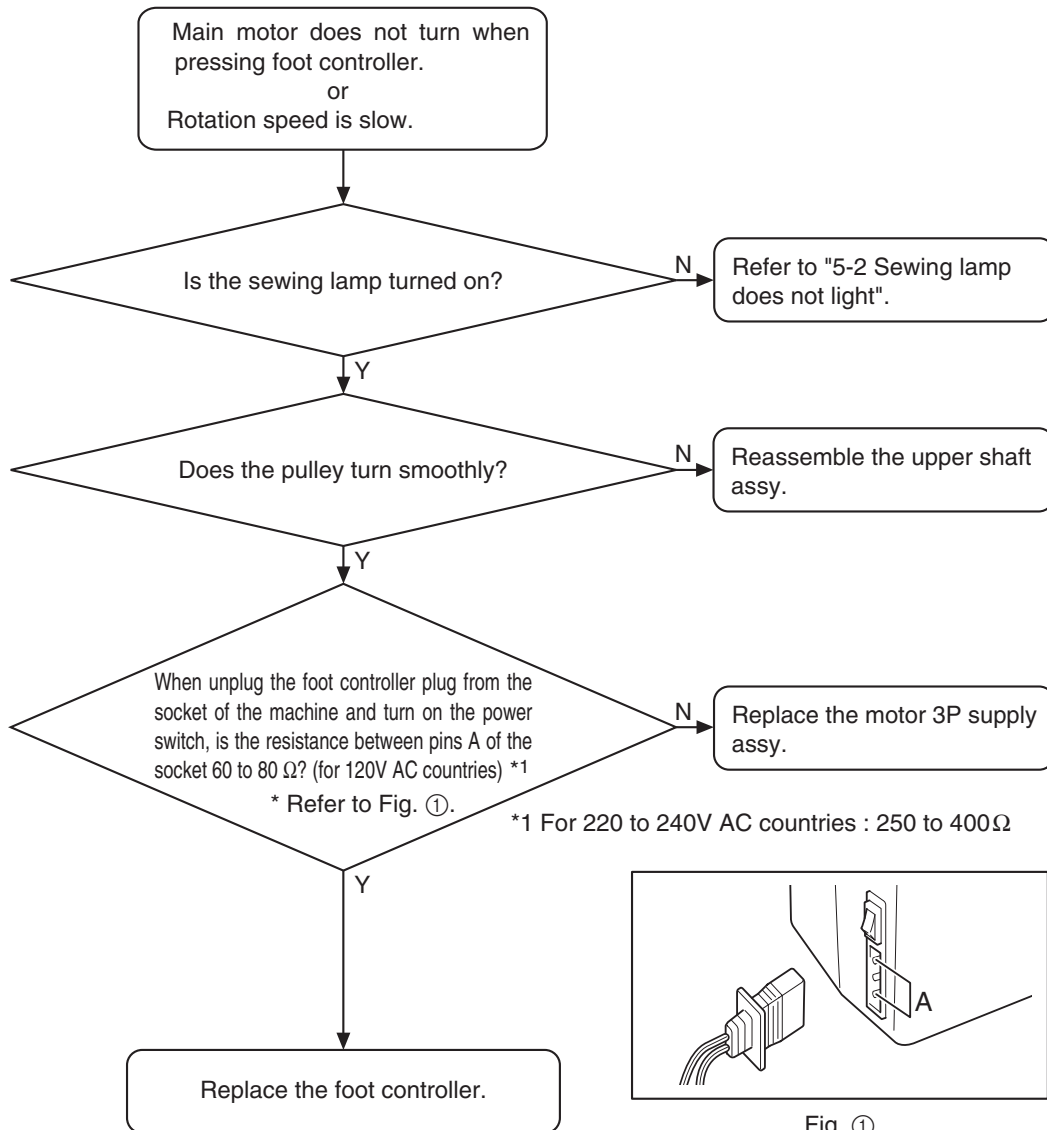 Main motor does not turn when
pressing foot controller.
or
Rotation speed is slow.
Is the sewing lamp turned on?
N
Refer to "5-2 Sewing lamp
does not light".
Y
Does the pulley turn smoothly?
N
Reassemble the upper shaft
assy.
Y
When unplug the foot controller plug from the
socket of the machine and turn on the power
switch, is the resistance between pins A of the
socket 60 to 80 Ω? (for 120V AC countries) *1
* Refer to Fig. ①.
N
Replace the motor 3P supply
assy.
*1 For 220 to 240V AC countries : 250 to 400Ω
Y
A
Replace the foot controller.
Fig. ①